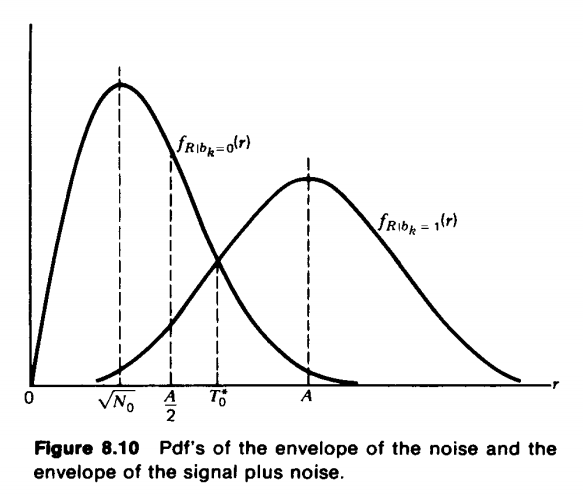 f_{R|b_k=0}(r)
f_{R|b_k = 1}(r)
0 √N₀ A/2 T₀* A r
Figure 8.10 Pdf's of the envelope of the noise and the
envelope of the signal plus noise.